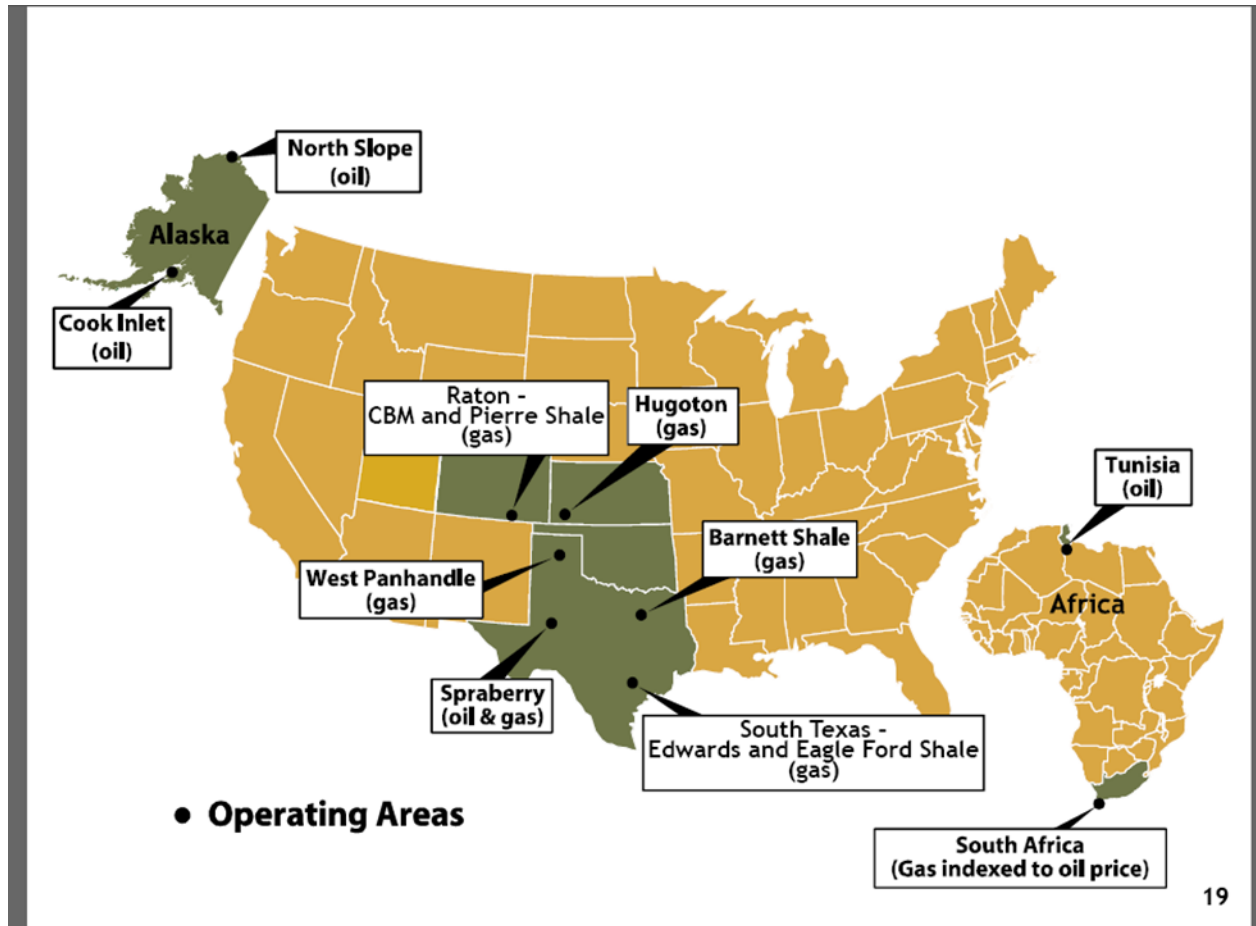 North Slope
(oil)
Alaska
Cook Inlet
(oil)
Raton -
CBM and Pierre Shale
(gas)
Hugoton
(gas)
Tunisia
(oil)
Barnett Shale
(gas)
West Panhandle
(gas)
Africa
Spraberry
(oil & gas)
South Texas -
Edwards and Eagle Ford Shale
(gas)
• Operating Areas
South Africa
(Gas indexed to oil price)
19